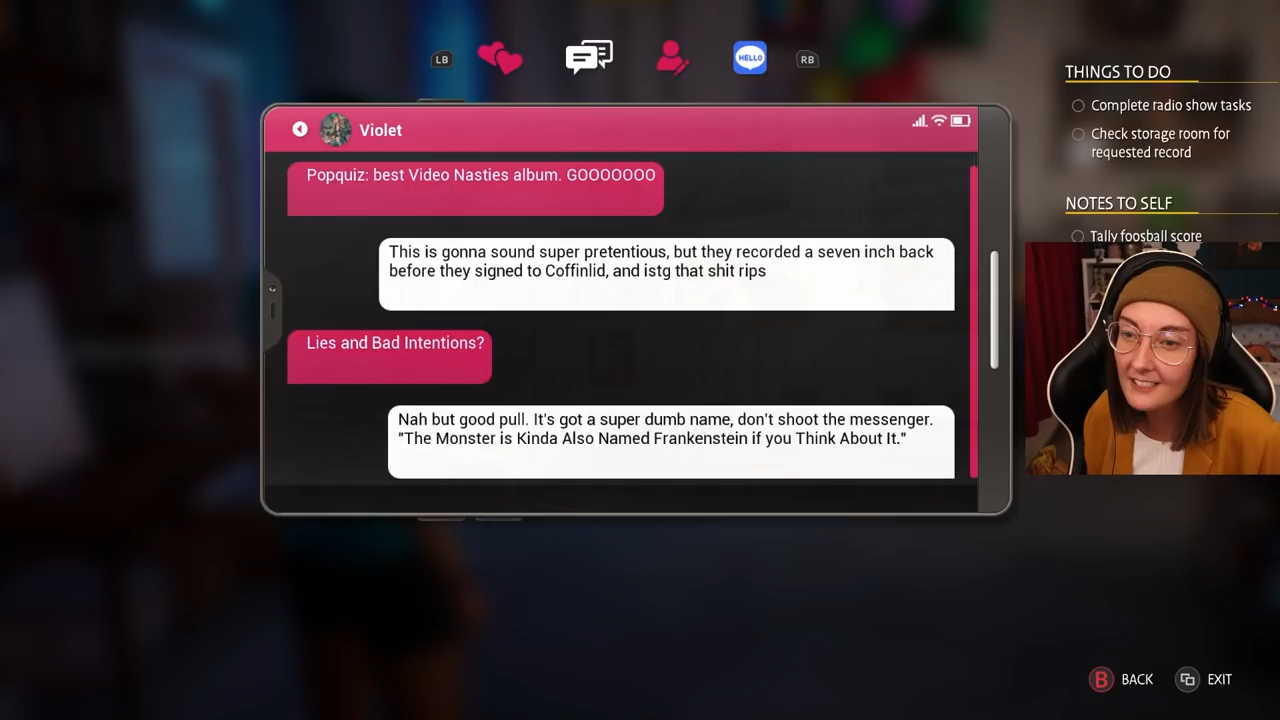 LB
HELLO
RB
THINGS TO DO
Complete radio show tasks
Check storage room for
requested record
NOTES TO SELF
Tally foosball score
Violet
Popquiz: best Video Nasties album. GOOOOOOO
This is gonna sound super pretentious, but they recorded a seven inch back
before they signed to Coffinlid, and istg that shit rips
Lies and Bad Intentions?
Nah but good pull. It's got a super dumb name, don't shoot the messenger.
"The Monster is Kinda Also Named Frankenstein if you Think About It."
B BACK
EXIT